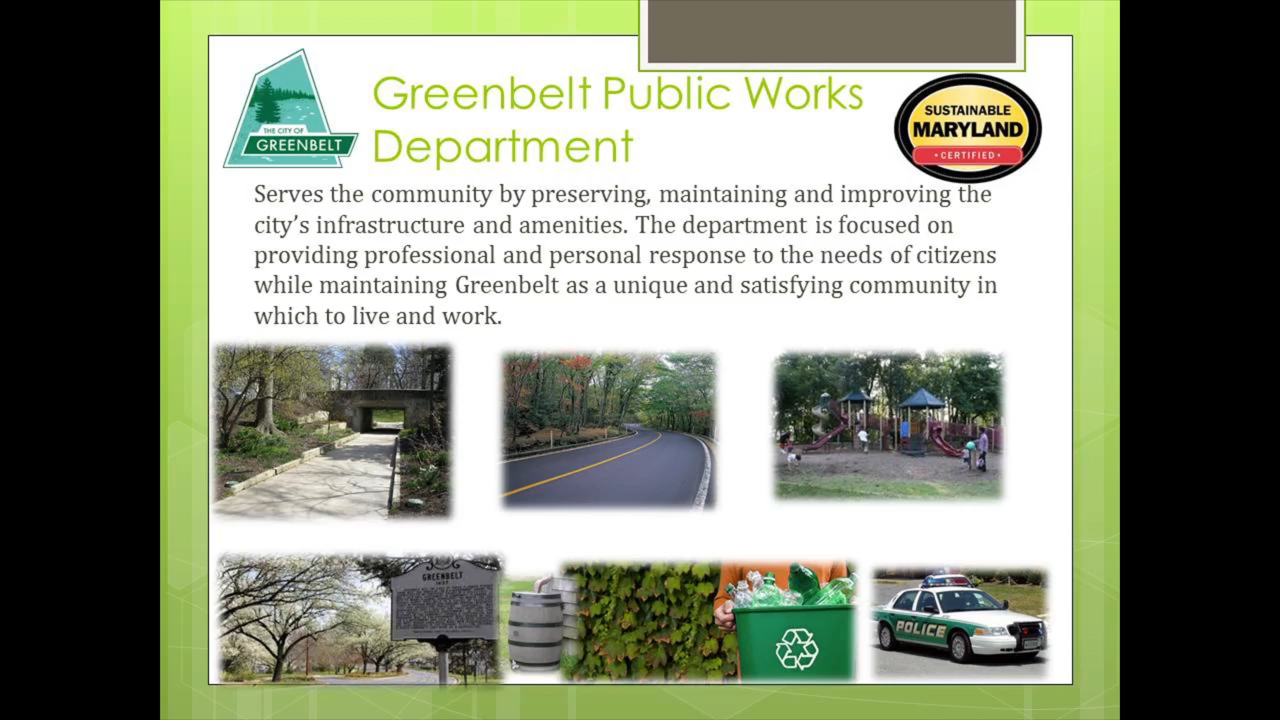 Greenbelt Public Works
Department
THE CITY OF
GREENBELT
SUSTAINABLE
MARYLAND
• CERTIFIED •
Serves the community by preserving, maintaining and improving the
city’s infrastructure and amenities. The department is focused on
providing professional and personal response to the needs of citizens
while maintaining Greenbelt as a unique and satisfying community in
which to live and work.
GREENBELT
POLICE